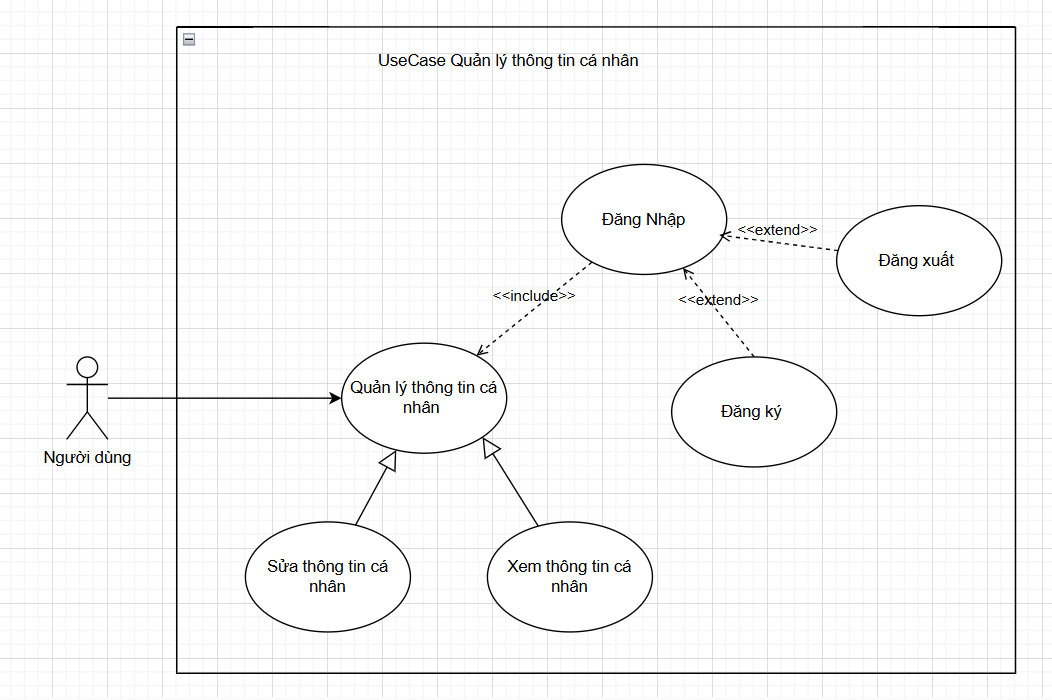 UseCase Quản lý thông tin cá nhân
Đăng Nhập
<<extend>>
Đăng xuất
<<include>>
<<extend>>
Quản lý thông tin cá
nhân
Đăng ký
Người dùng
Sửa thông tin cá
nhân
Xem thông tin cá
nhân